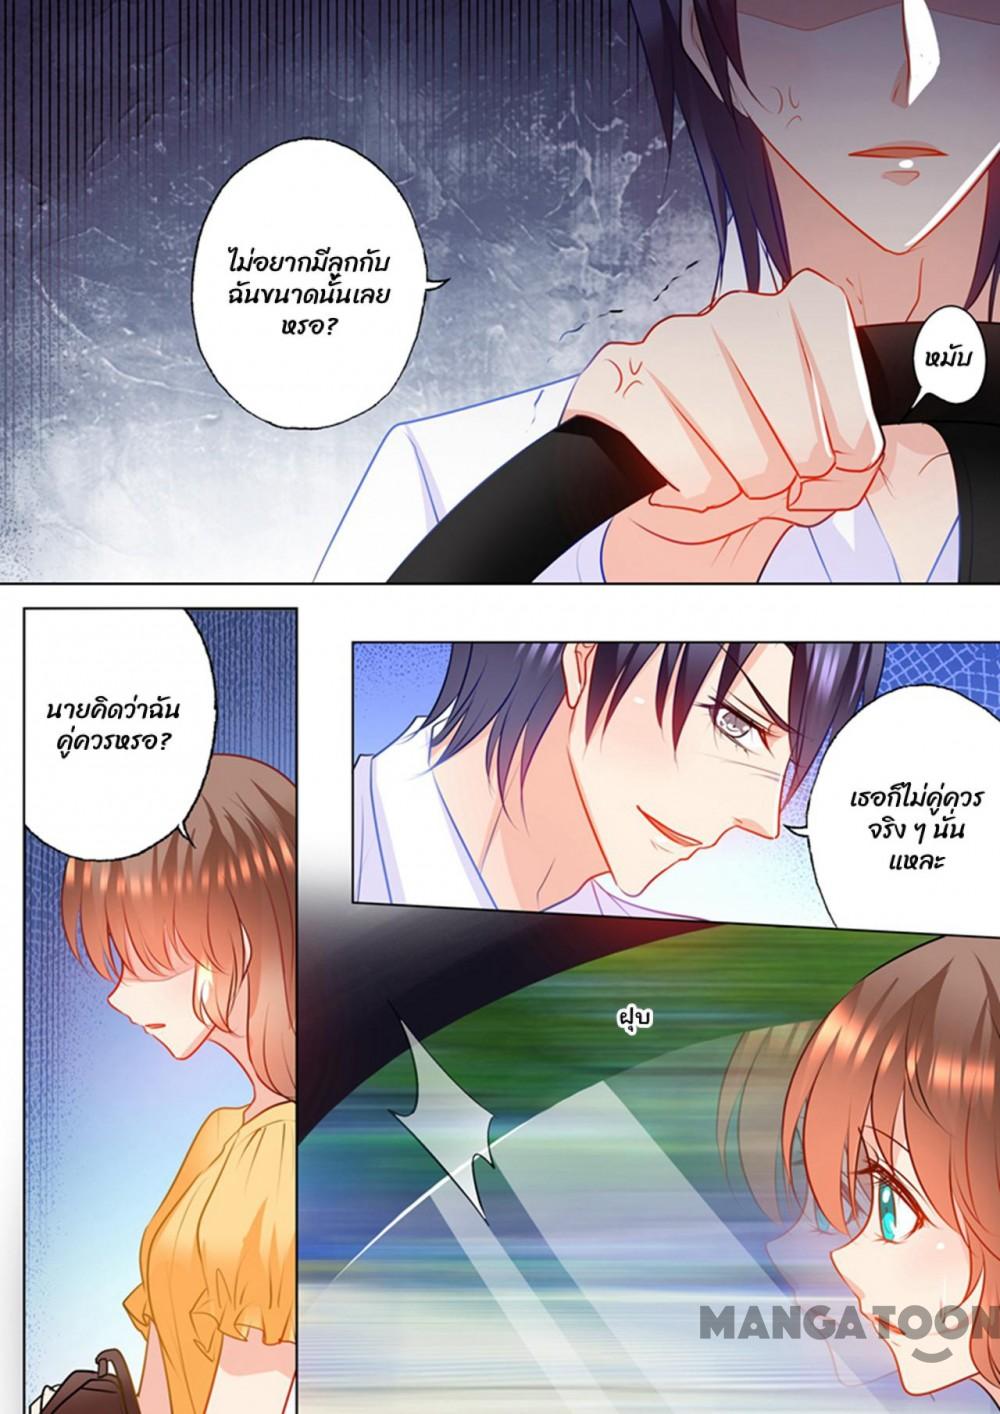 ไม่อยากมีลูกกับ
ฉันขนาดนั้นเลย
หรอ?
หมับ
นายคิดว่าฉัน
คู่ควรหรอ?
เธอก็ไม่คู่ควร
จริง ๆ นั่น
แหละ
ฝุบ
MANGATOON